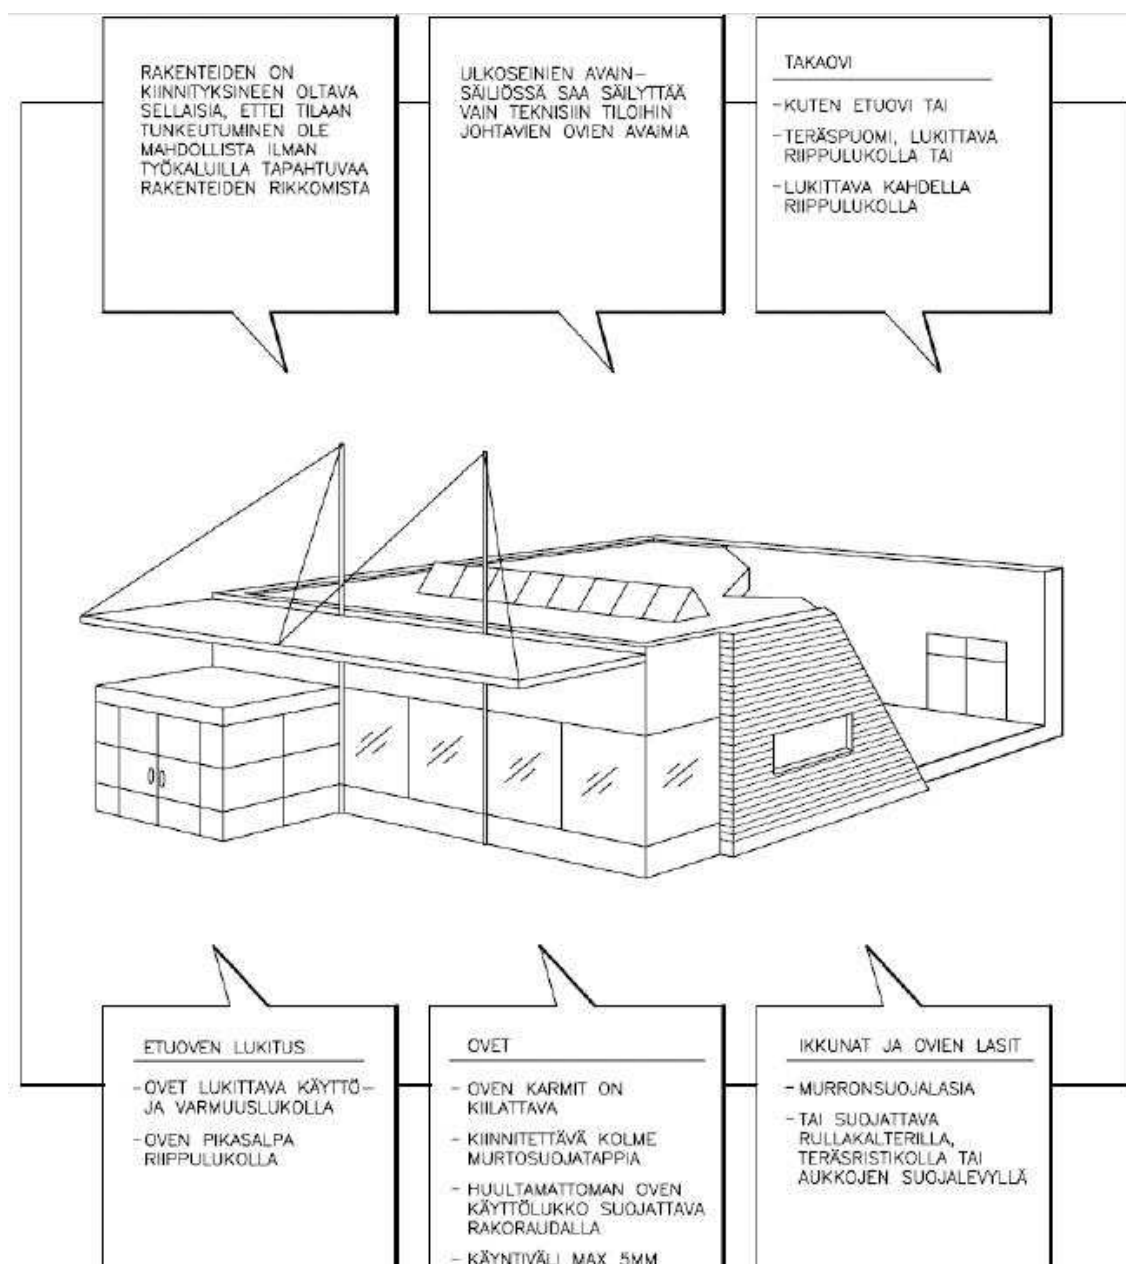 RAKENTEIDEN ON
KIINNITYKSINEEN OLTAVA
SELLAISIA, ETTEI TILAAN
TUNKEUTUMINEN OLE
MAHDOLLISTA ILMAN
TYÖKALUILLA TAPAHTUVAA
RAKENTEIDEN RIKKOMISTA
ULKOSEINIEN AVAIN-
SÄILIÖSSÄ SAA SÄILYTTÄÄ
VAIN TEKNISIIN TILOIHIN
JOHTAVIEN OVIEN AVAIMIA
TAKAOVI
- KUTEN ETUOVI TAI
- TERÄSPUOMI, LUKITTAVA
RIIPPULUKOLLA TAI
- LUKITTAVA KAHDELLA
RIIPPULUKOLLA
ETUOVEN LUKITUS
- OVET LUKITTAVA KÄYTTÖ-
JA VARMUUSLUKOLLA
- OVEN PIKASALPA
RIIPPULUKOLLA
OVET
- OVEN KARMIT ON
KIILATTAVA
- KIINNITETTÄVÄ KOLME
MURTOSUOJATAPPIA
- HUULTAMATTOMAN OVEN
KÄYTTÖLUKKO SUOJATTAVA
RAKORAUDALLA
- KÄYNTIVÄLI MAX 5MM
IKKUNAT JA OVIEN LASIT
- MURRONSUOJALASIA
- TAI SUOJATTAVA
RULLAKALTERILLA,
TERÄSRISTIKOLLA TAI
AUKKOJEN SUOJALEVYLLÄ